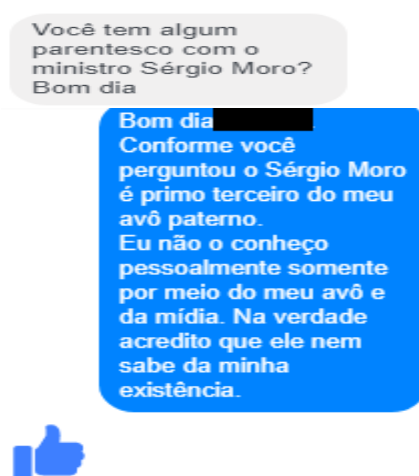 Você tem algum
parentesco com o
ministro Sérgio Moro?
Bom dia
Bom dia
Conforme você
perguntou o Sérgio Moro
é primo terceiro do meu
avô paterno.
Eu não o conheço
pessoalmente somente
por meio do meu avô e
da mídia. Na verdade
acredito que ele nem
sabe da minha
existência.